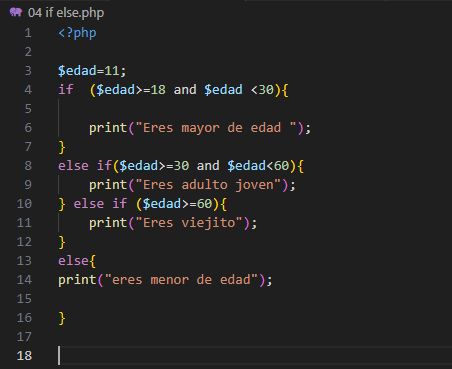 04 if else.php
1 <?php
2
3 $edad=11;
4 if  ($edad>=18 and $edad <30){
5
6     print("Eres mayor de edad ");
7 }
8 else if($edad>=30 and $edad<60){
9     print("Eres adulto joven");
10 } else if ($edad>=60){
11     print("Eres viejito");
12 }
13 else{
14 print("eres menor de edad");
15
16 }
17
18